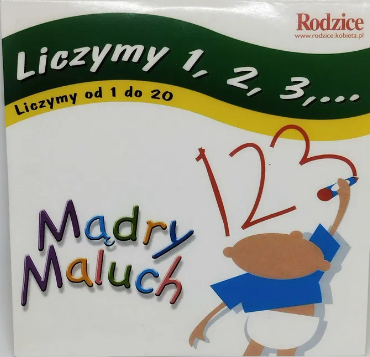 Rodzice
www.rodzice.kobieta.pl
Liczymy 1, 2, 3,...
Liczymy od 1 do 20
123
Mądry
Maluch